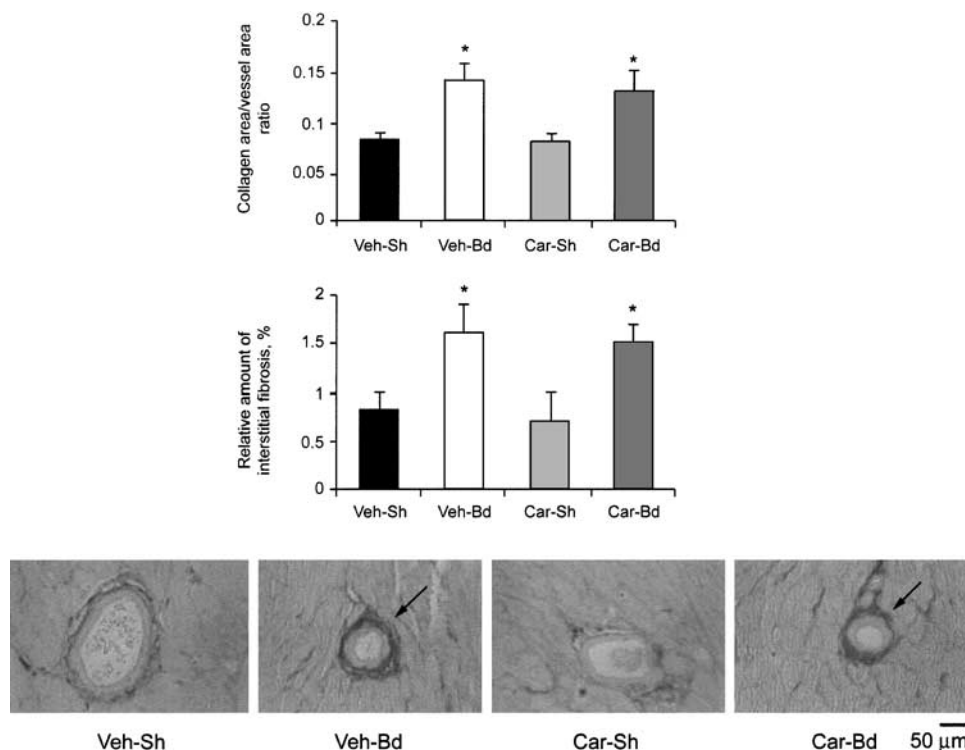 0.2
0.15
0.1
0.05
0
Collagen area/vessel area
ratio
*
*
Veh-Sh
Veh-Bd
Car-Sh
Car-Bd
2
1.5
1
0.5
0
Relative amount of
interstitial fibrosis, %
*
*
Veh-Sh
Veh-Bd
Car-Sh
Car-Bd
Veh-Sh
Veh-Bd
Car-Sh
Car-Bd
50 μm